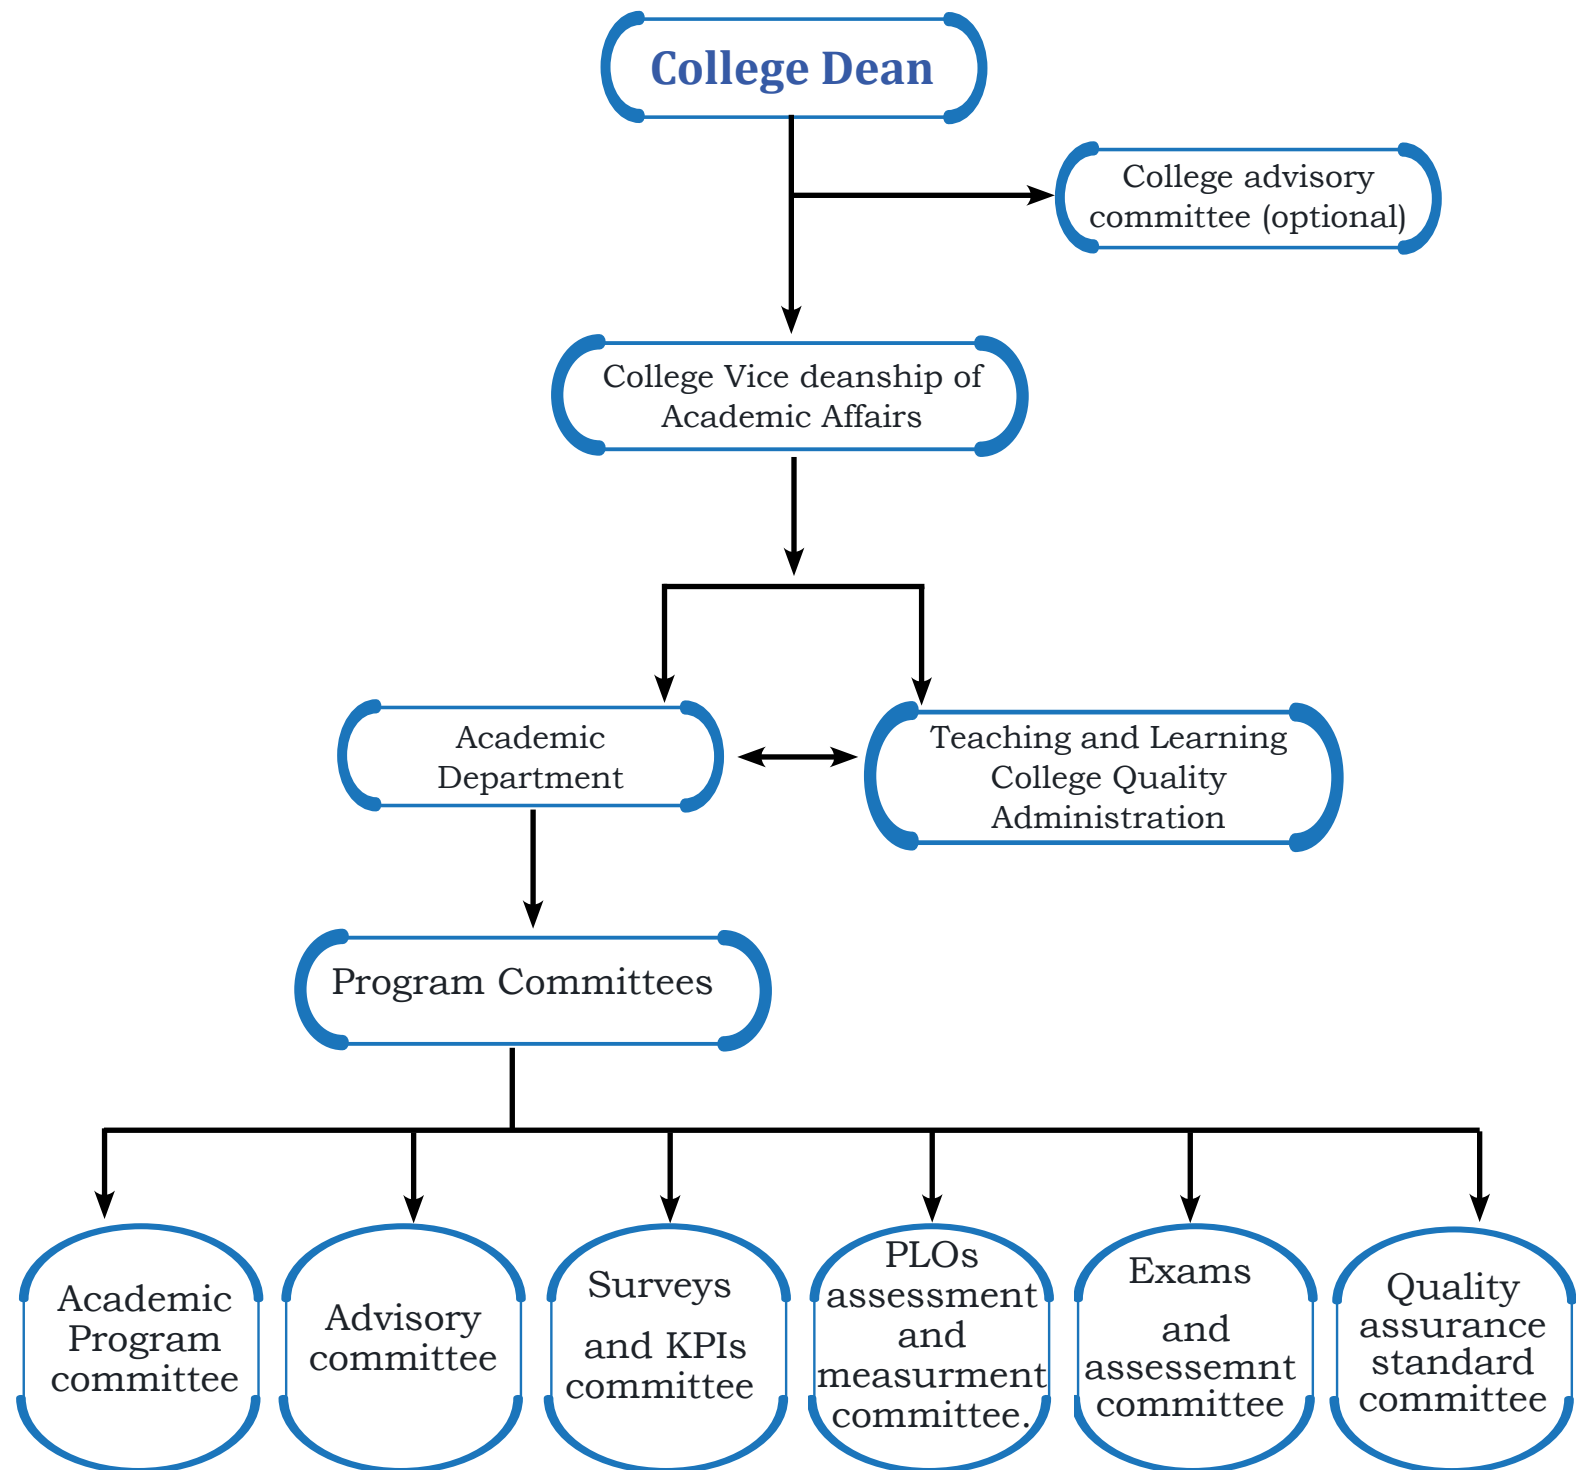 College Dean
College advisory
committee (optional)
College Vice deanship of
Academic Affairs
Academic
Department
Teaching and Learning
College Quality
Administration
Program Committees
Academic
Program
committee
Advisory
committee
Surveys
and KPIs
committee
PLOs
assessment
and
measurment
committee.
Exams
and
assessemnt
committee
Quality
assurance
standard
committee